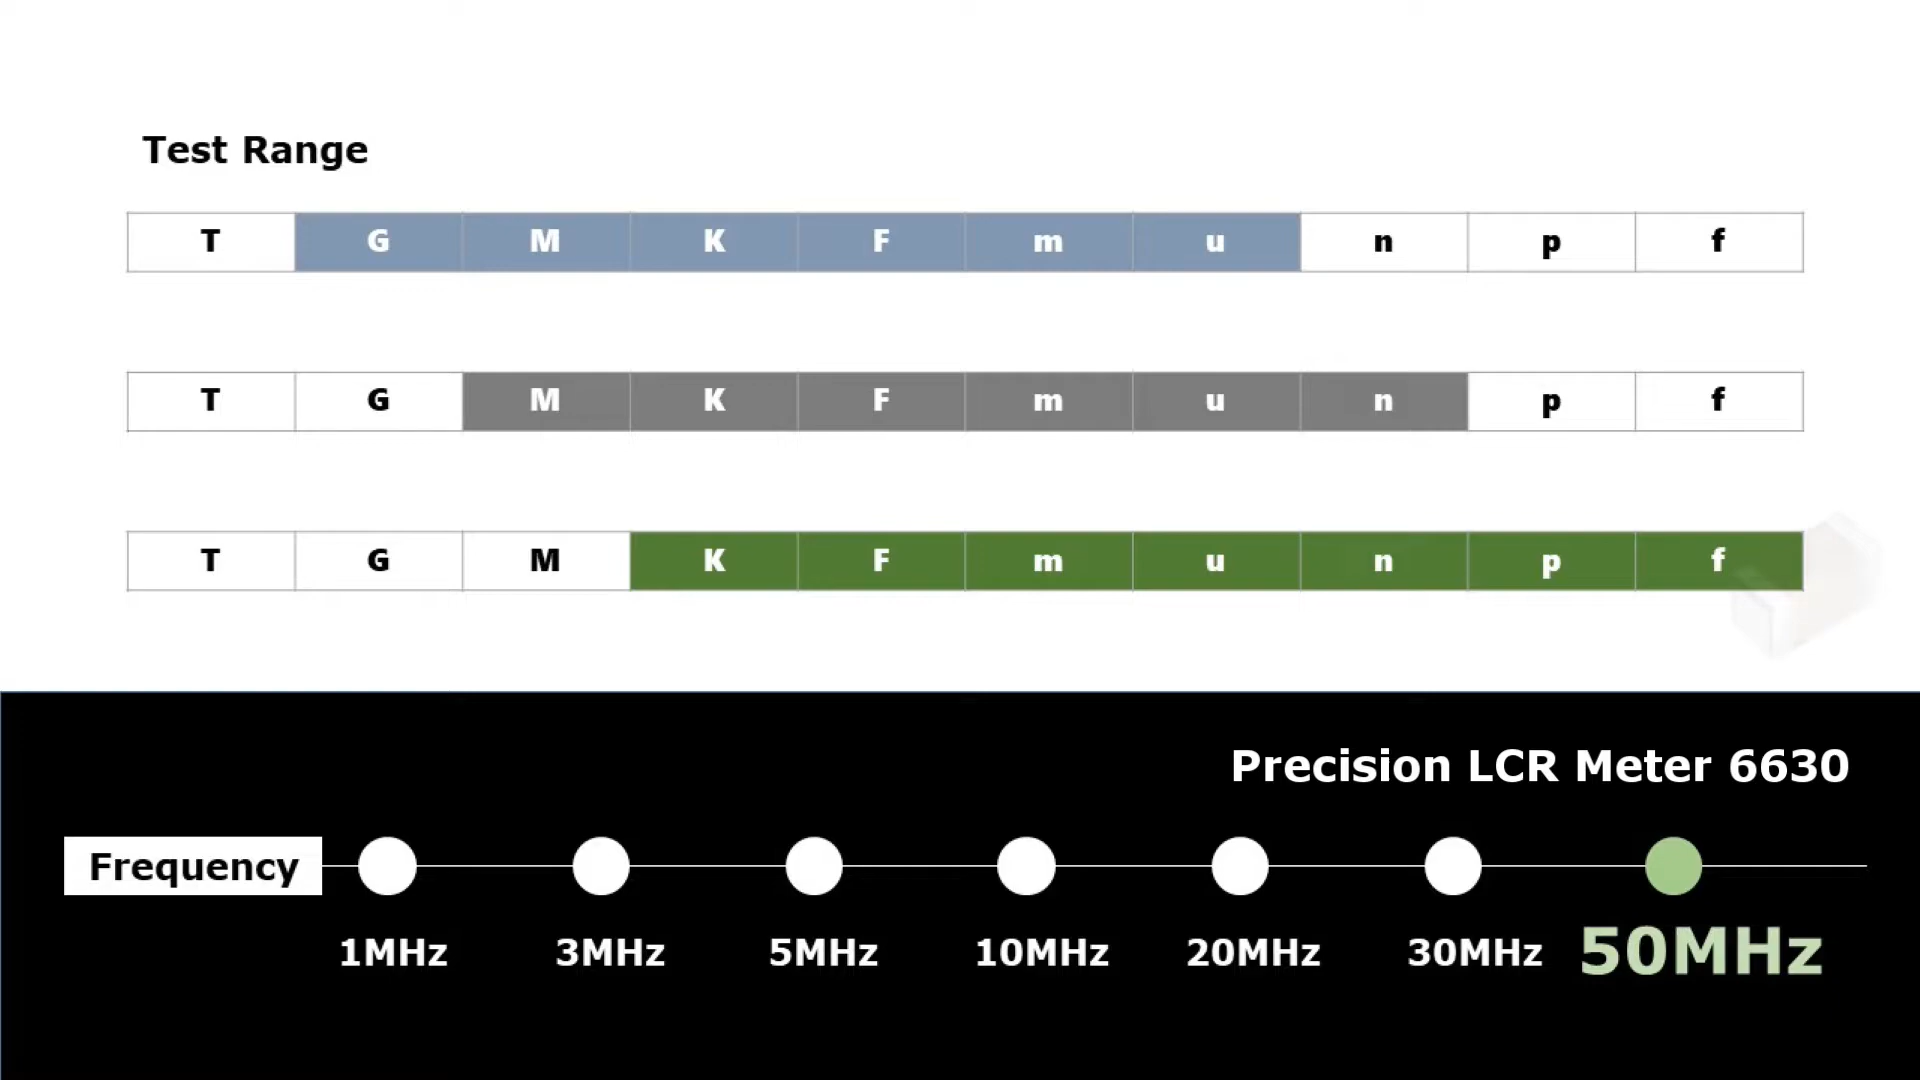 Test Range
T G M K F m u n p f
T G M K F m u n p f
T G M K F m u n p f
Precision LCR Meter 6630
Frequency
1MHz 3MHz 5MHz 10MHz 20MHz 30MHz 50MHz